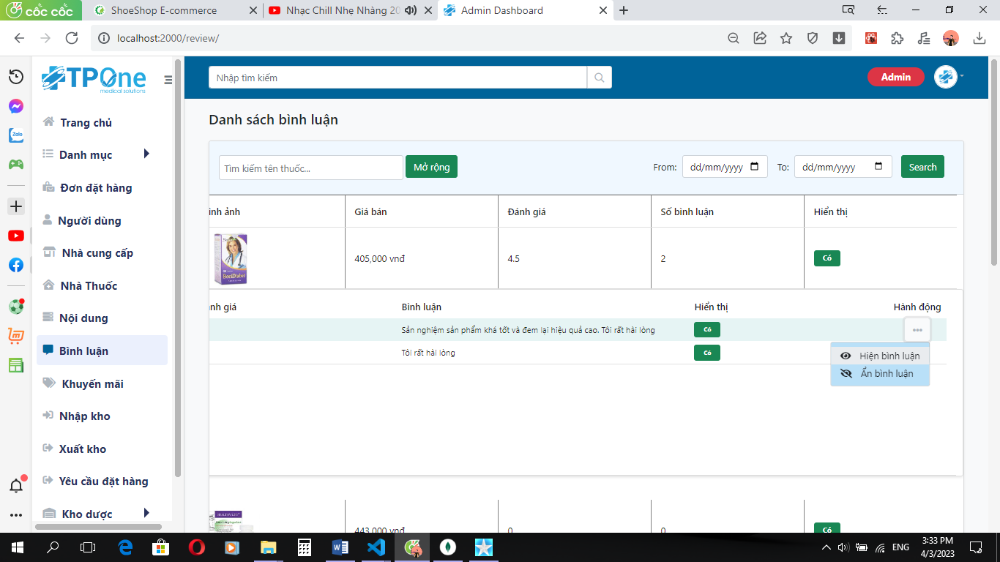 CỐC CỐC
ShoeShop E-commerce
Nhạc Chill Nhẹ Nhàng 20
Admin Dashboard
localhost:2000/review/
TPOne
medical solutions
Nhập tìm kiếm
Admin
Zalo
Trang chủ
Danh mục
Đơn đặt hàng
Người dùng
Nhà cung cấp
Nhà Thuốc
Nội dung
Bình luận
Khuyến mãi
Nhập kho
Xuất kho
Yêu cầu đặt hàng
Kho dược
Danh sách bình luận
Tìm kiếm tên thuốc...
Mở rộng
From:
dd/mm/yyyy
To:
dd/mm/yyyy
Search
ình ảnh
Giá bán
Đánh giá
Số bình luận
Hiển thị
BoniDiabet
405,000 vnđ
4.5
2
Có
nh giá
Bình luận
Hiển thị
Hành động
Sản nghiệm sản phẩm khá tốt và đem lại hiệu quả cao. Tôi rất hài lòng
Có
Tôi rất hài lòng
Có
Hiện bình luận
Ẩn bình luận
443,000 vnđ
0
0
Có
ENG
3:33 PM
4/3/2023